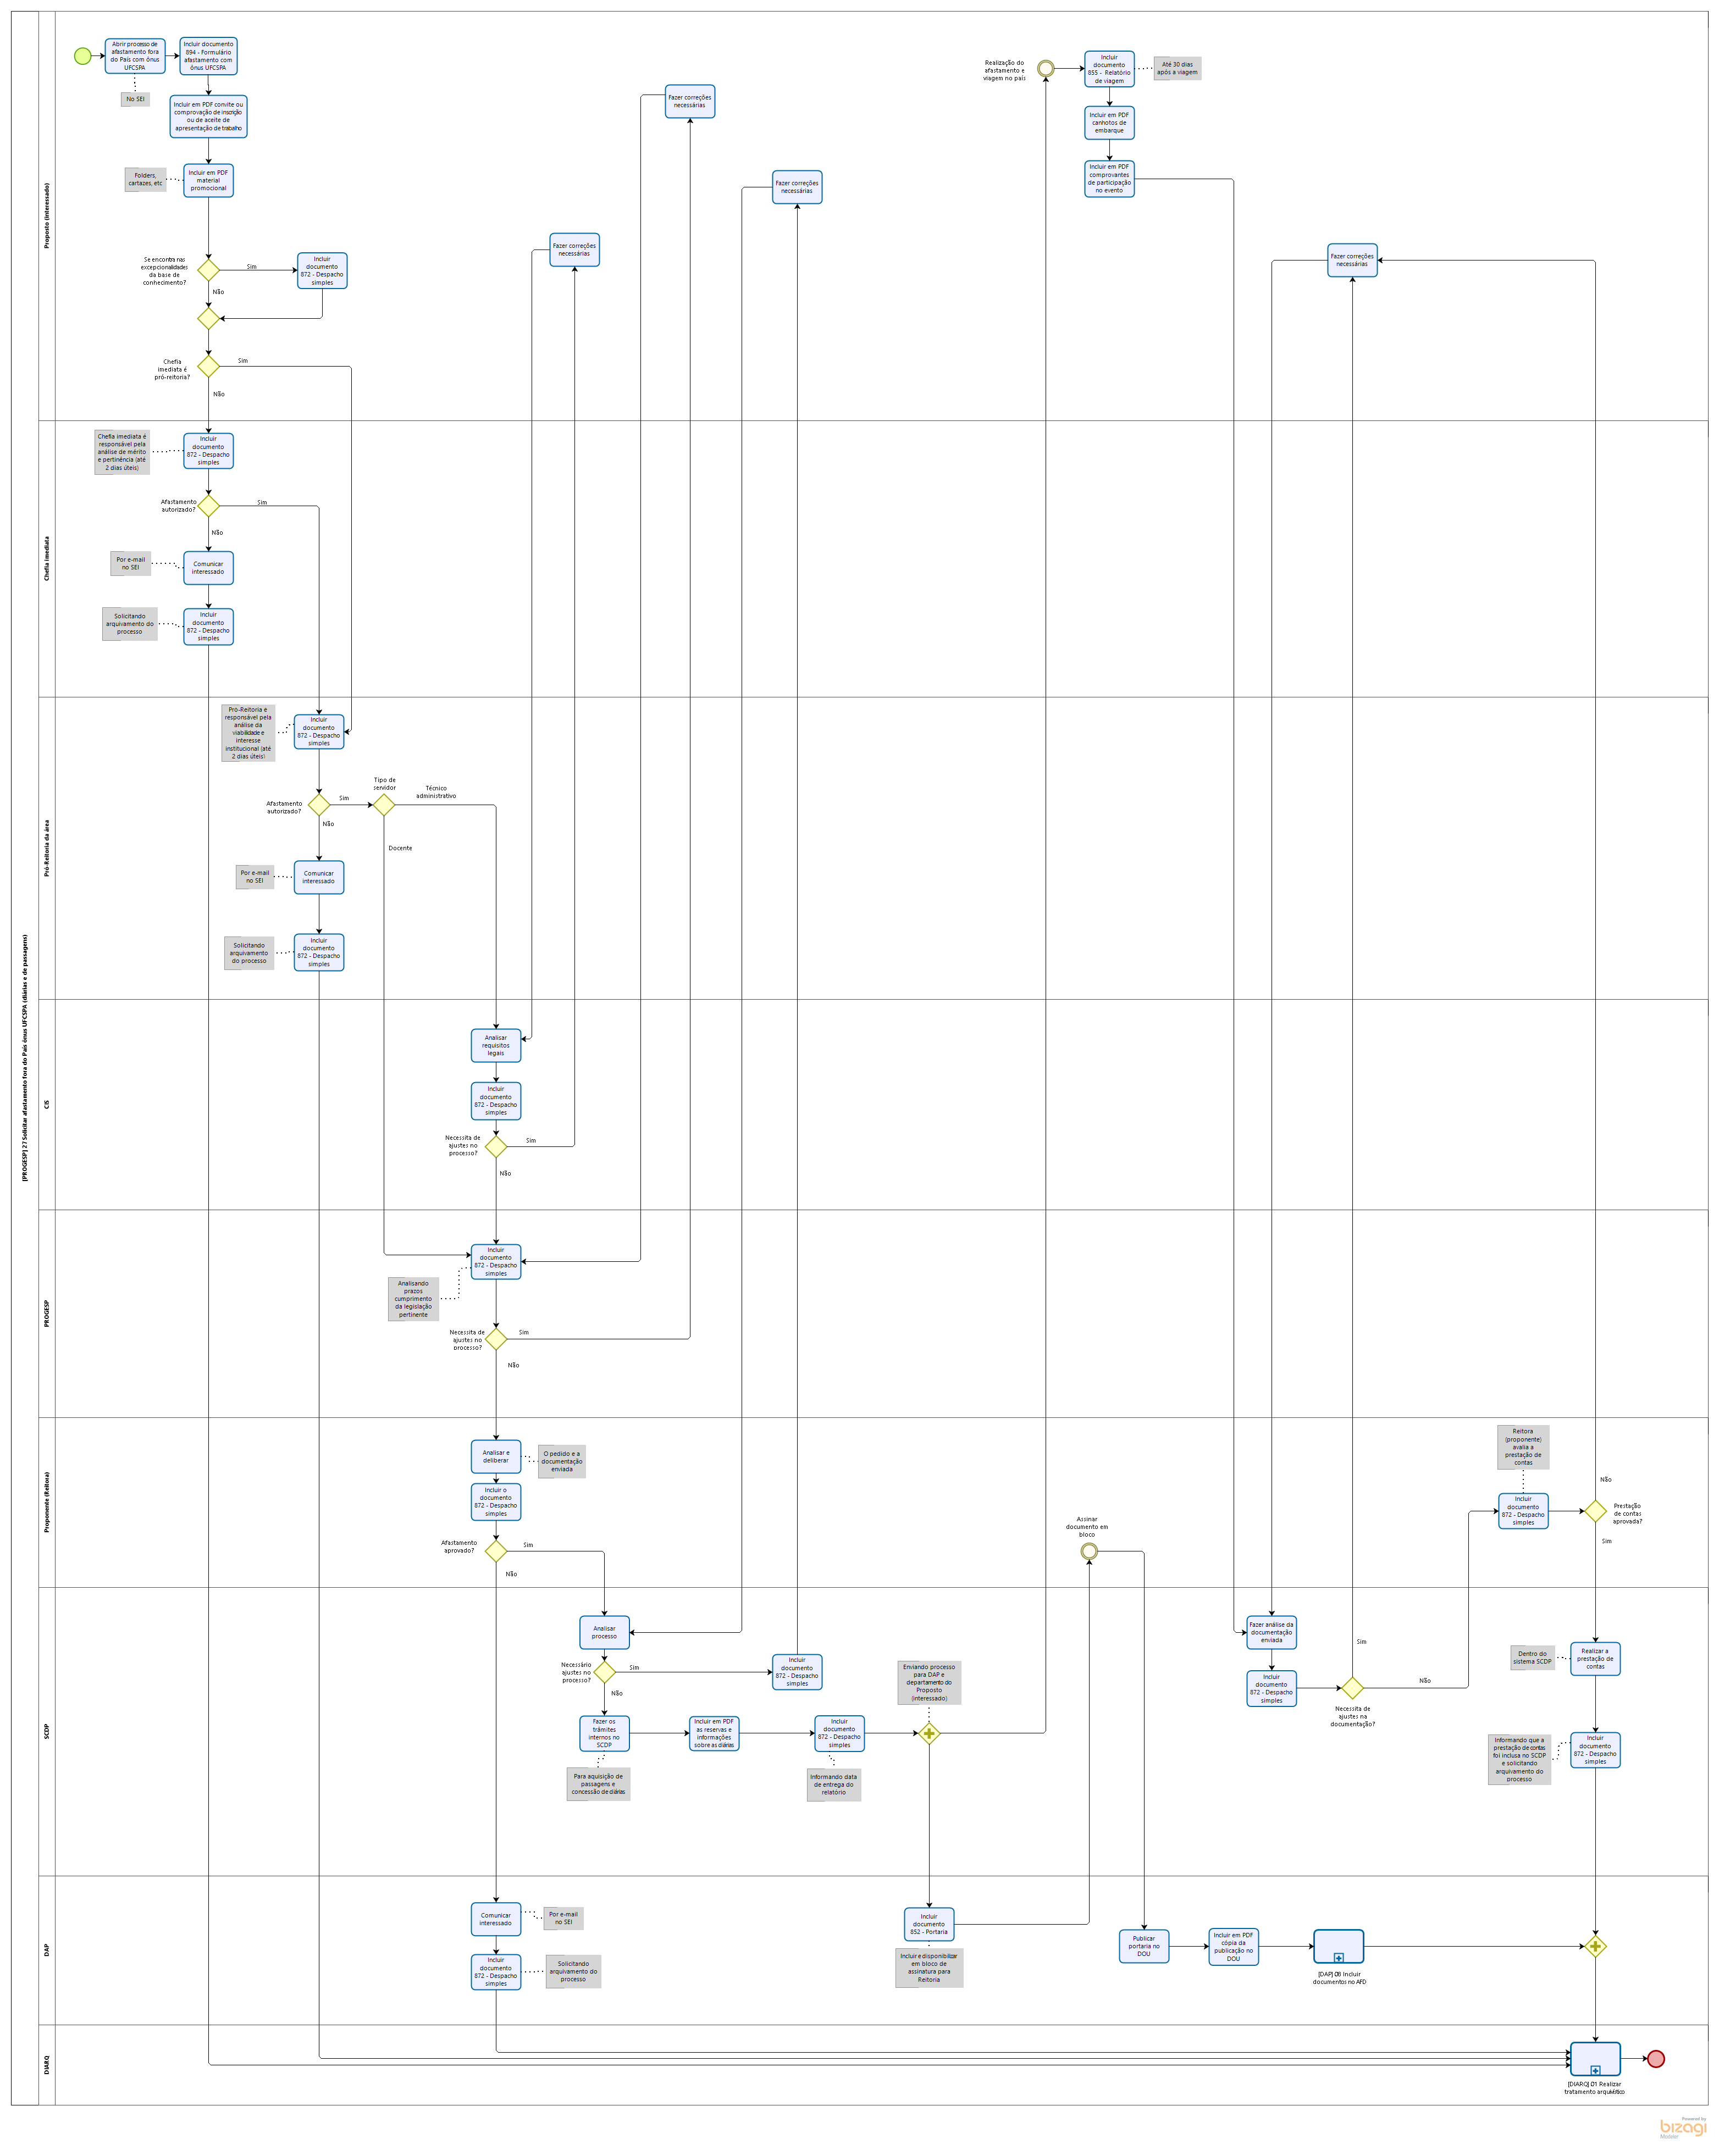 [PROGESP] 27 Solicitar afastamento fora do País ônus UFCSPA (diárias e de passagens)
Proposto (interessado)
Abrir processo de
afastamento fora
do País com ônus
UFCSPA
No SEI
Incluir documento
894 - Formulário
afastamento com
ônus UFCSPA
Incluir em PDF convite ou
comprovação de inscrição
ou de aceite de
apresentação de trabalho
Folders,
cartazes, etc
Incluir em PDF
material
promocional
Se encontra nas
excepcionalidades
da base de
conhecimento?
Sim
Não
Incluir
documento
872 - Despacho
simples
Chefia
imediata é
pró-reitoria?
Sim
Não
Fazer correções
necessárias
Fazer correções
necessárias
Fazer correções
necessárias
Realização do
afastamento e
viagem no país
Incluir
documento
855 - Relatório
de viagem
Até 30 dias
após a viagem
Incluir em PDF
canhotos de
embarque
Incluir em PDF
comprovantes
de participação
no evento
Fazer correções
necessárias
Chefia imediata
Chefia imediata é
responsável pela
análise de mérito
e pertinência (até
2 dias úteis)
Incluir
documento
872 - Despacho
simples
Afastamento
autorizado?
Sim
Não
Por e-mail
no SEI
Comunicar
interessado
Solicitando
arquivamento do
processo
Incluir
documento
872 - Despacho
simples
Pró-Reitoria da área
Pró-Reitoria é
responsável pela
análise da
viabilidade e
interesse
institucional (até
2 dias úteis)
Incluir
documento
872 - Despacho
simples
Afastamento
autorizado?
Sim
Não
Tipo de
servidor
Técnico
administrativo
Docente
Por e-mail
no SEI
Comunicar
interessado
Solicitando
arquivamento
do processo
Incluir
documento
872 - Despacho
simples
CIS
Analisar
requisitos
legais
Incluir
documento
872 - Despacho
simples
Necessita de
ajustes no
processo?
Sim
Não
PROGESP
Incluir
documento
872 - Despacho
simples
Analisando
prazos
cumprimento
da legislação
pertinente
Necessita de
ajustes no
processo?
Sim
Não
Proponente (Reitora)
Analisar e
deliberar
O pedido e a
documentação
enviada
Incluir o
documento
872 - Despacho
simples
Afastamento
aprovado?
Sim
Não
Assinar
documento em
bloco
Reitora
(proponente)
avalia a
prestação de
contas
Incluir
documento
872 - Despacho
simples
Não
Prestação
de contas
aprovada?
Sim
SCDP
Analisar
processo
Necessário
ajustes no
processo?
Sim
Não
Incluir
documento
872 - Despacho
simples
Fazer os
trâmites
internos no
SCDP
Para aquisição de
passagens e
concessão de diárias
Incluir em PDF
as reservas e
informações
sobre as diárias
Incluir
documento
872 - Despacho
simples
Informando data
de entrega do
relatório
Enviando processo
para DAP e
departamento do
Proposto
(interessado)
Fazer análise da
documentação
enviada
Incluir
documento
872 - Despacho
simples
Sim
Não
Necessita de
ajustes na
documentação?
Dentro do
sistema SCDP
Realizar a
prestação de
contas
Informando que a
prestação de contas
foi inclusa no SCDP
e solicitando
arquivamento do
processo
Incluir
documento
872 - Despacho
simples
DAP
Comunicar
interessado
Por e-mail
no SEI
Incluir
documento
872 - Despacho
simples
Solicitando
arquivamento do
processo
Incluir
documento
852 - Portaria
Incluir e disponibilizar
em bloco de
assinatura para
Reitoria
Publicar
portaria no
DOU
Incluir em PDF
cópia da
publicação no
DOU
[DAP] 08 Incluir
documentos no AFD
DIARQ
[DIARQ] 01 Realizar
tratamento arquivístico
Powered by
bizagi
Modeler